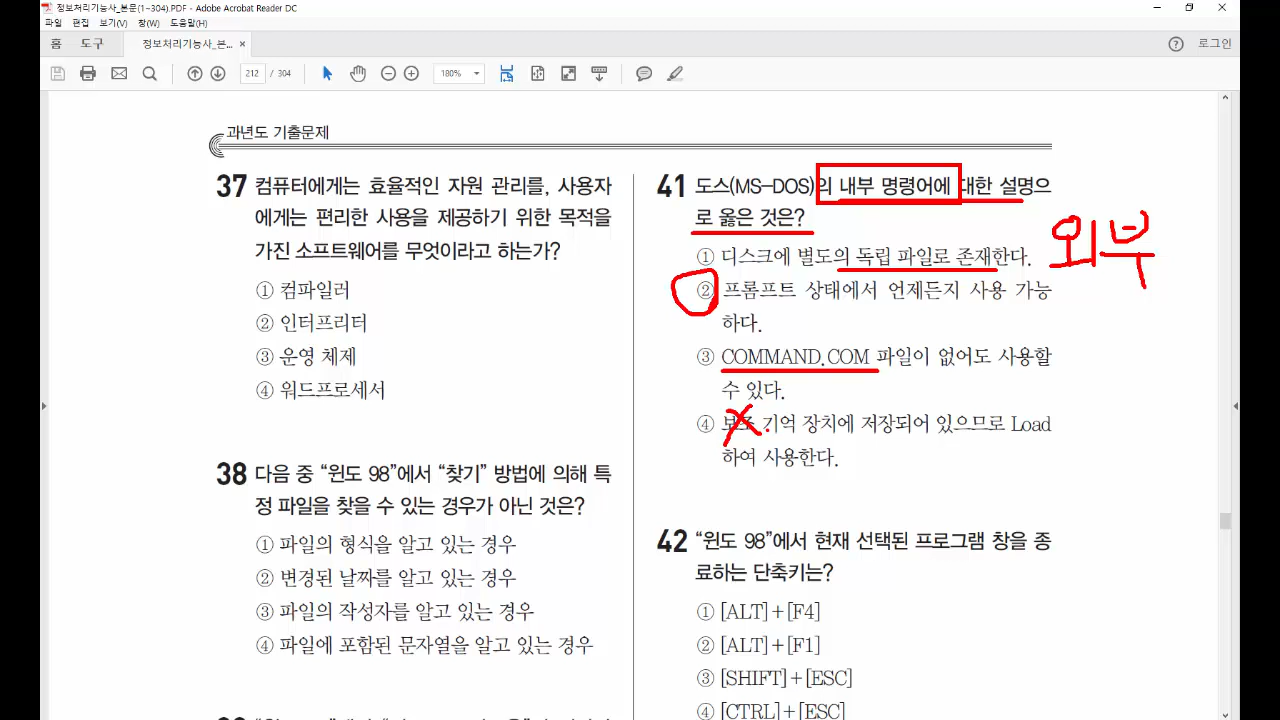 정보처리기능사_본문(1~304).PDF - Adobe Acrobat Reader DC
파일 편집 보기(V) 창(W) 도움말(H)
홈 도구 정보처리기능사_본... × 로그인
212 / 304 180%
과년도 기출문제
37 컴퓨터에게는 효율적인 자원 관리를, 사용자
에게는 편리한 사용을 제공하기 위한 목적을
가진 소프트웨어를 무엇이라고 하는가?
① 컴파일러
② 인터프리터
③ 운영 체제
④ 워드프로세서
38 다음 중 “윈도 98”에서 “찾기” 방법에 의해 특
정 파일을 찾을 수 있는 경우가 아닌 것은?
① 파일의 형식을 알고 있는 경우
② 변경된 날짜를 알고 있는 경우
③ 파일의 작성자를 알고 있는 경우
④ 파일에 포함된 문자열을 알고 있는 경우
41 도스(MS-DOS)의 내부 명령어에 대한 설명으
로 옳은 것은?
① 디스크에 별도의 독립 파일로 존재한다.
외부
② 프롬프트 상태에서 언제든지 사용 가능
하다.
③ COMMAND.COM 파일이 없어도 사용할
수 있다.
④ 보조 기억 장치에 저장되어 있으므로 Load
하여 사용한다.
42 “윈도 98”에서 현재 선택된 프로그램 창을 종
료하는 단축키는?
① [ALT]+[F4]
② [ALT]+[F1]
③ [SHIFT]+[ESC]
④ [CTRL]+[ESC]